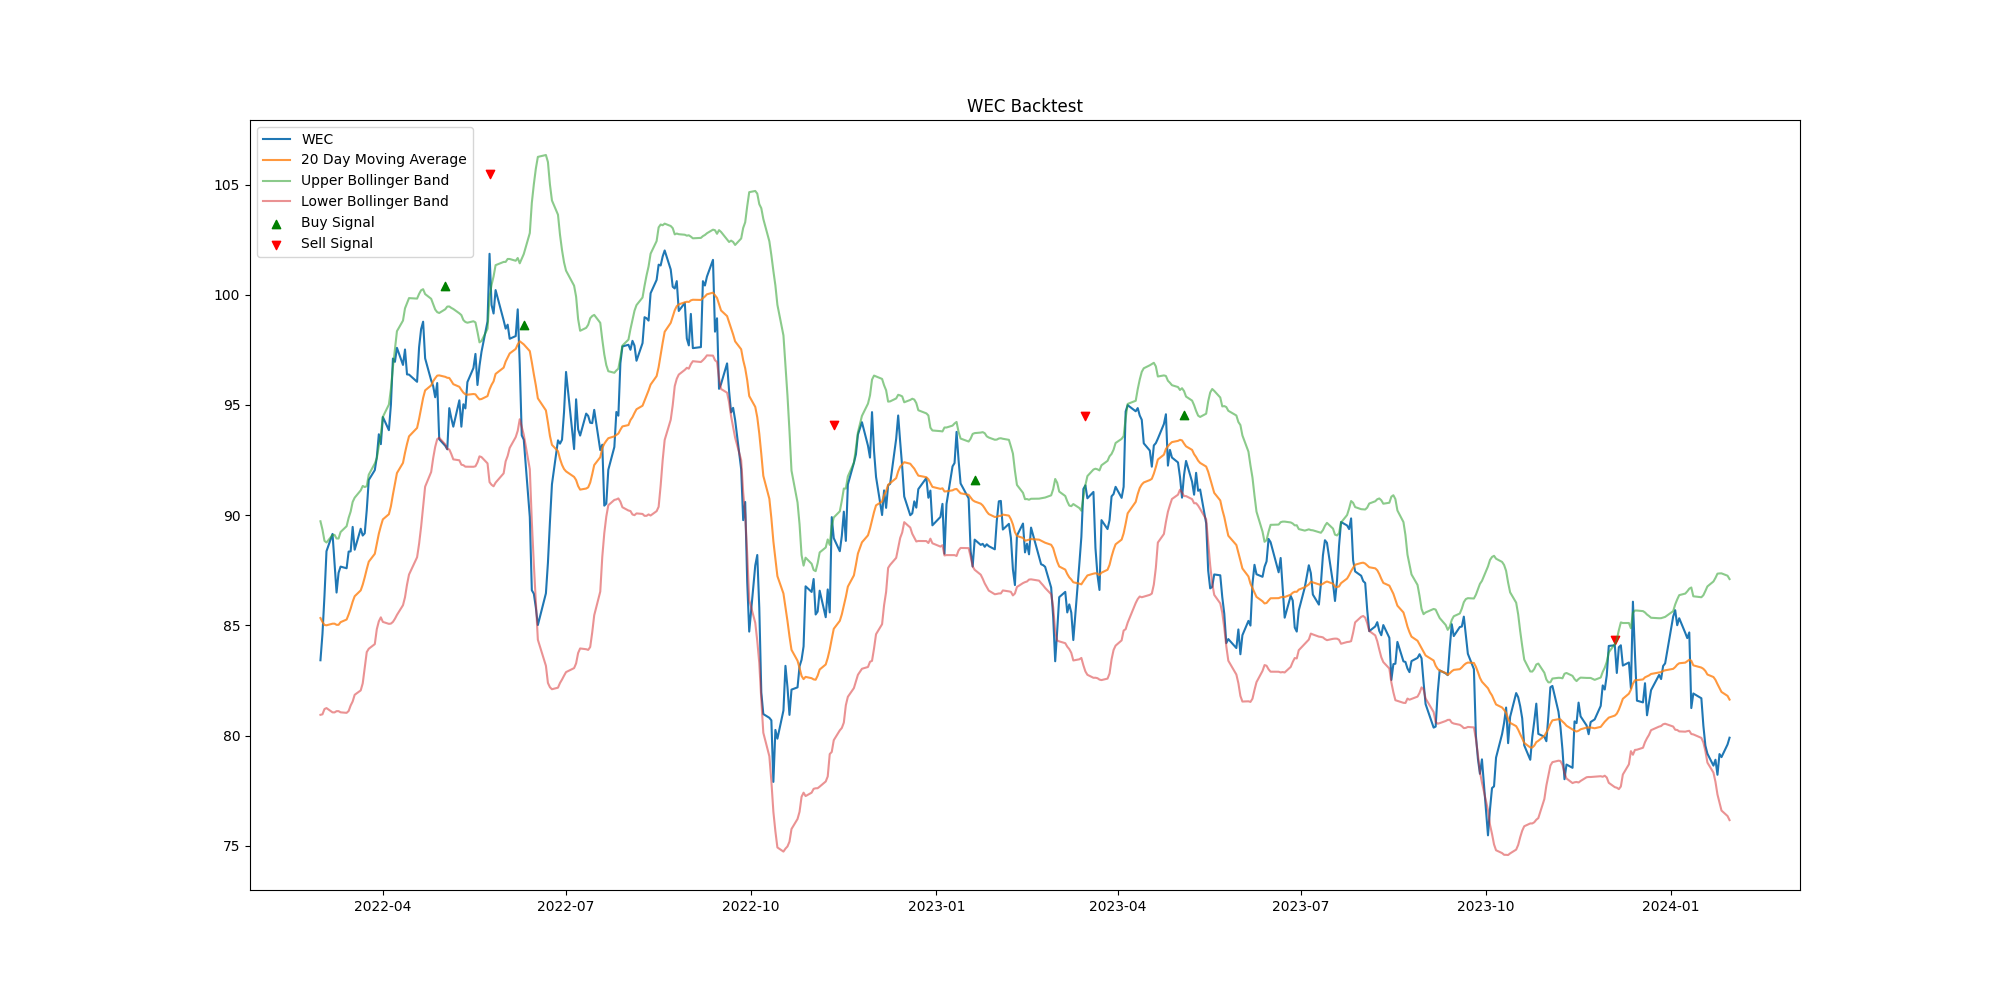 WEC Backtest
WEC
20 Day Moving Average
Upper Bollinger Band
Lower Bollinger Band
Buy Signal
Sell Signal
105
100
95
90
85
80
75
2022-04
2022-07
2022-10
2023-01
2023-04
2023-07
2023-10
2024-01